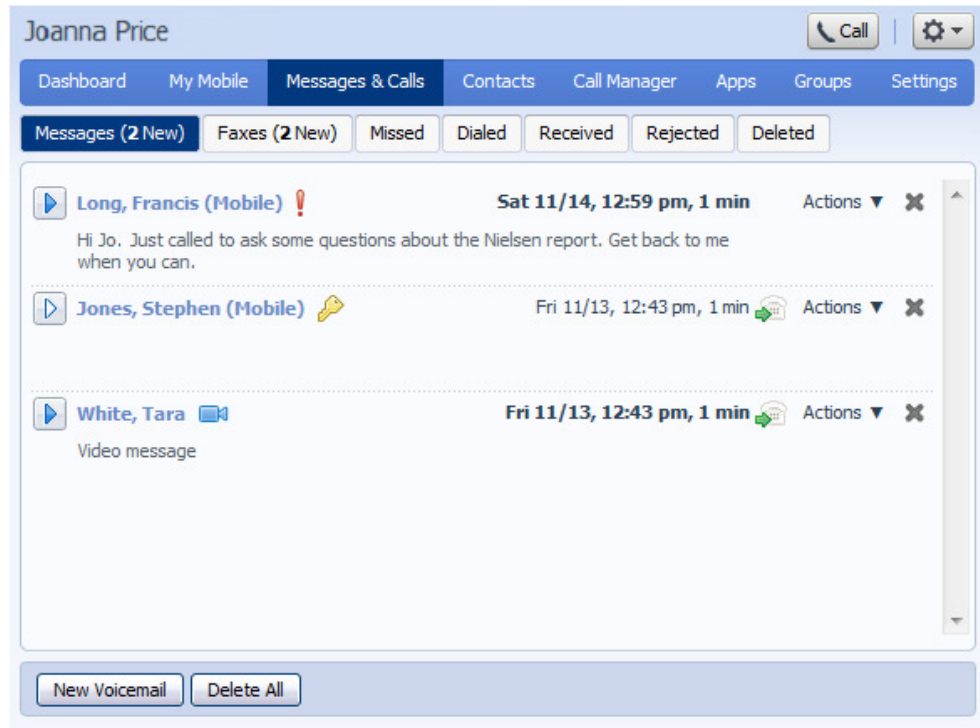 Joanna Price
Call
Dashboard My Mobile Messages & Calls Contacts Call Manager Apps Groups Settings
Messages (2 New) Faxes (2 New) Missed Dialed Received Rejected Deleted
Long, Francis (Mobile) Sat 11/14, 12:59 pm, 1 min Actions ▼
Hi Jo. Just called to ask some questions about the Nielsen report. Get back to me
when you can.
Jones, Stephen (Mobile) Fri 11/13, 12:43 pm, 1 min Actions ▼
White, Tara Fri 11/13, 12:43 pm, 1 min Actions ▼
Video message
New Voicemail Delete All